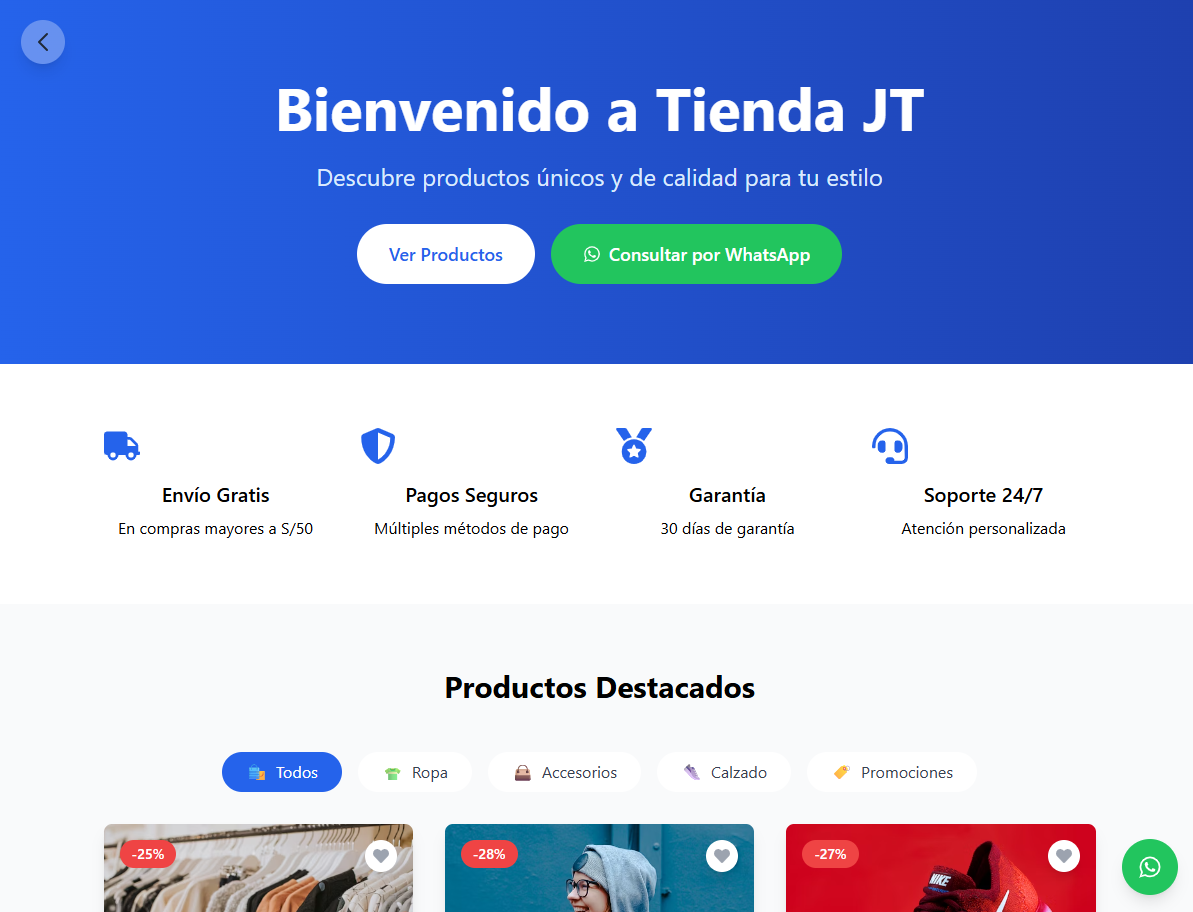 Bienvenido a Tienda JT
Descubre productos únicos y de calidad para tu estilo
Ver Productos
Consultar por WhatsApp
Envío Gratis
En compras mayores a S/50
Pagos Seguros
Múltiples métodos de pago
Garantía
30 días de garantía
Soporte 24/7
Atención personalizada
Productos Destacados
Todos
Ropa
Accesorios
Calzado
Promociones
-25%
-28%
-27%
NIKE